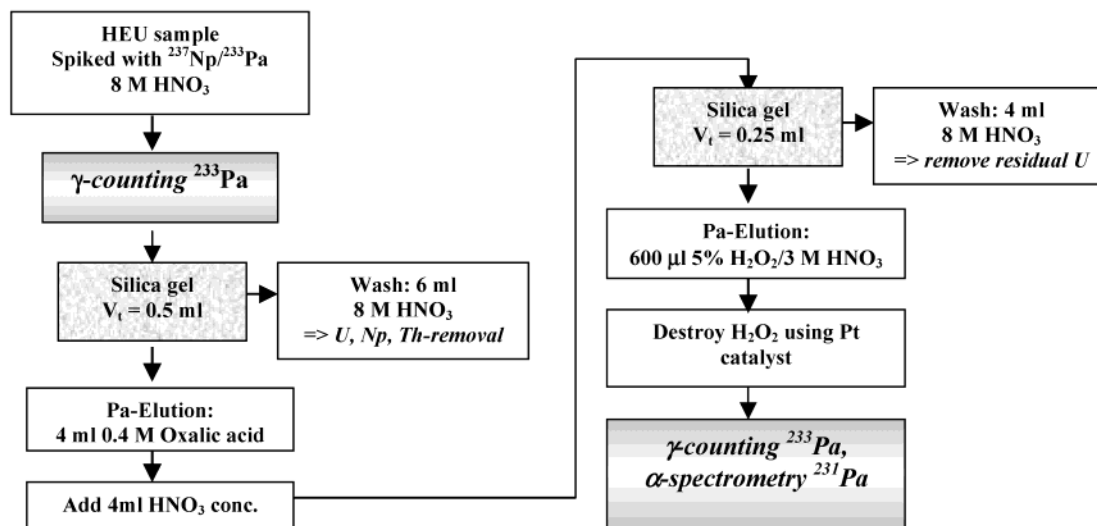 HEU sample
Spiked with ²³⁷Np/²³³Pa
8 M HNO₃
γ-counting ²³³Pa
Silica gel
Vₜ = 0.5 ml
Wash: 6 ml
8 M HNO₃
=> U, Np, Th-removal
Pa-Elution:
4 ml 0.4 M Oxalic acid
Add 4ml HNO₃ conc.
Silica gel
Vₜ = 0.25 ml
Wash: 4 ml
8 M HNO₃
=> remove residual U
Pa-Elution:
600 µl 5% H₂O₂/3 M HNO₃
Destroy H₂O₂ using Pt
catalyst
γ-counting ²³³Pa,
α-spectrometry ²³¹Pa